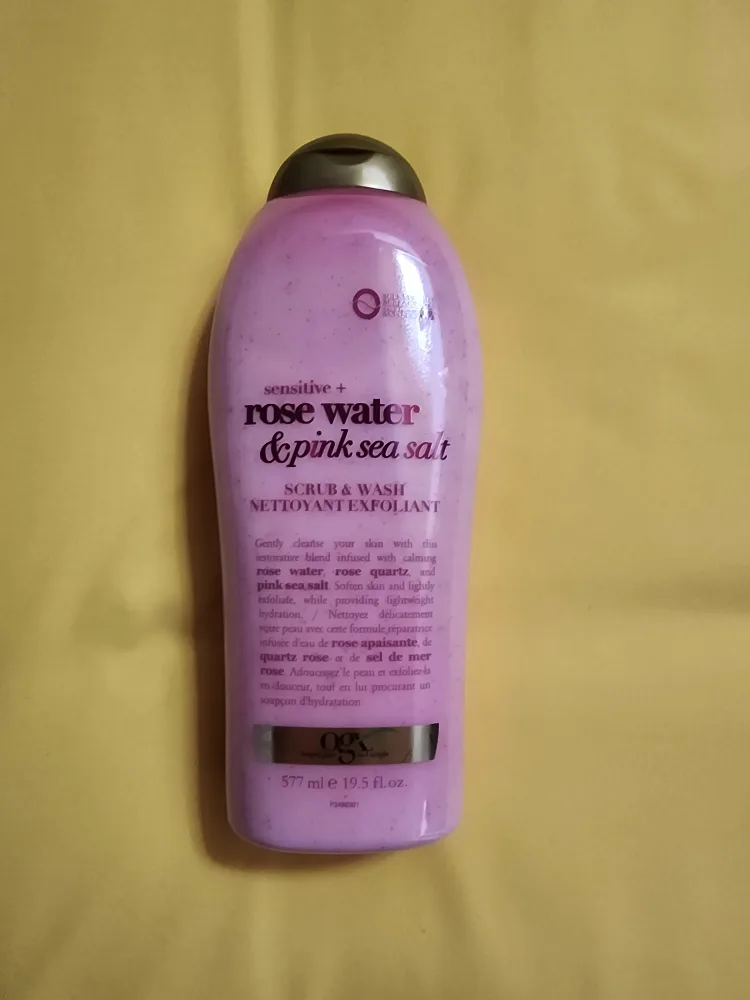 sensitive +
rose water
& pink sea salt
SCRUB & WASH
NETTOYANT EXFOLIANT
Gently cleanse your skin with this
restorative blend infused with calming
rose water, rose quartz, and
pink sea salt. Soften skin and lightly
exfoliate, while providing lightweight
hydration. / Nettoyez délicatement
votre peau avec cette formule réparatrice
infusée d'eau de rose apaisante, de
quartz rose et de sel de mer
rose. Adoucissez le peau et exfoliez-la
en douceur, tout en lui procurant un
soupçon d'hydratation
ogx
577 ml e 19.5 fl.oz.